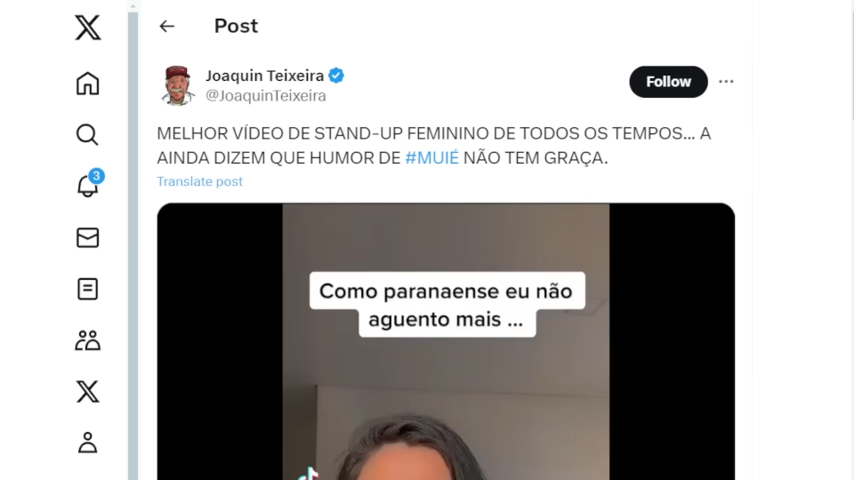 Post
Joaquin Teixeira
@JoaquinTeixeira
Follow
MELHOR VÍDEO DE STAND-UP FEMININO DE TODOS OS TEMPOS... A
AINDA DIZEM QUE HUMOR DE #MUIÉ NÃO TEM GRAÇA.
Translate post
3
Como paranaense eu não
aguento mais ...